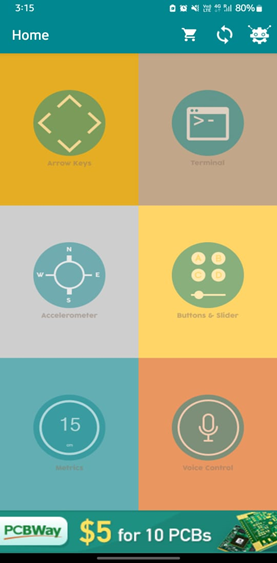 3:15
80%
Home
Arrow Keys
Terminal
N
W E
S
A B
C D
Accelerometer
Buttons & Slider
15
cm
Metrics
Voice Control
PCBWay $5 for 10 PCBs